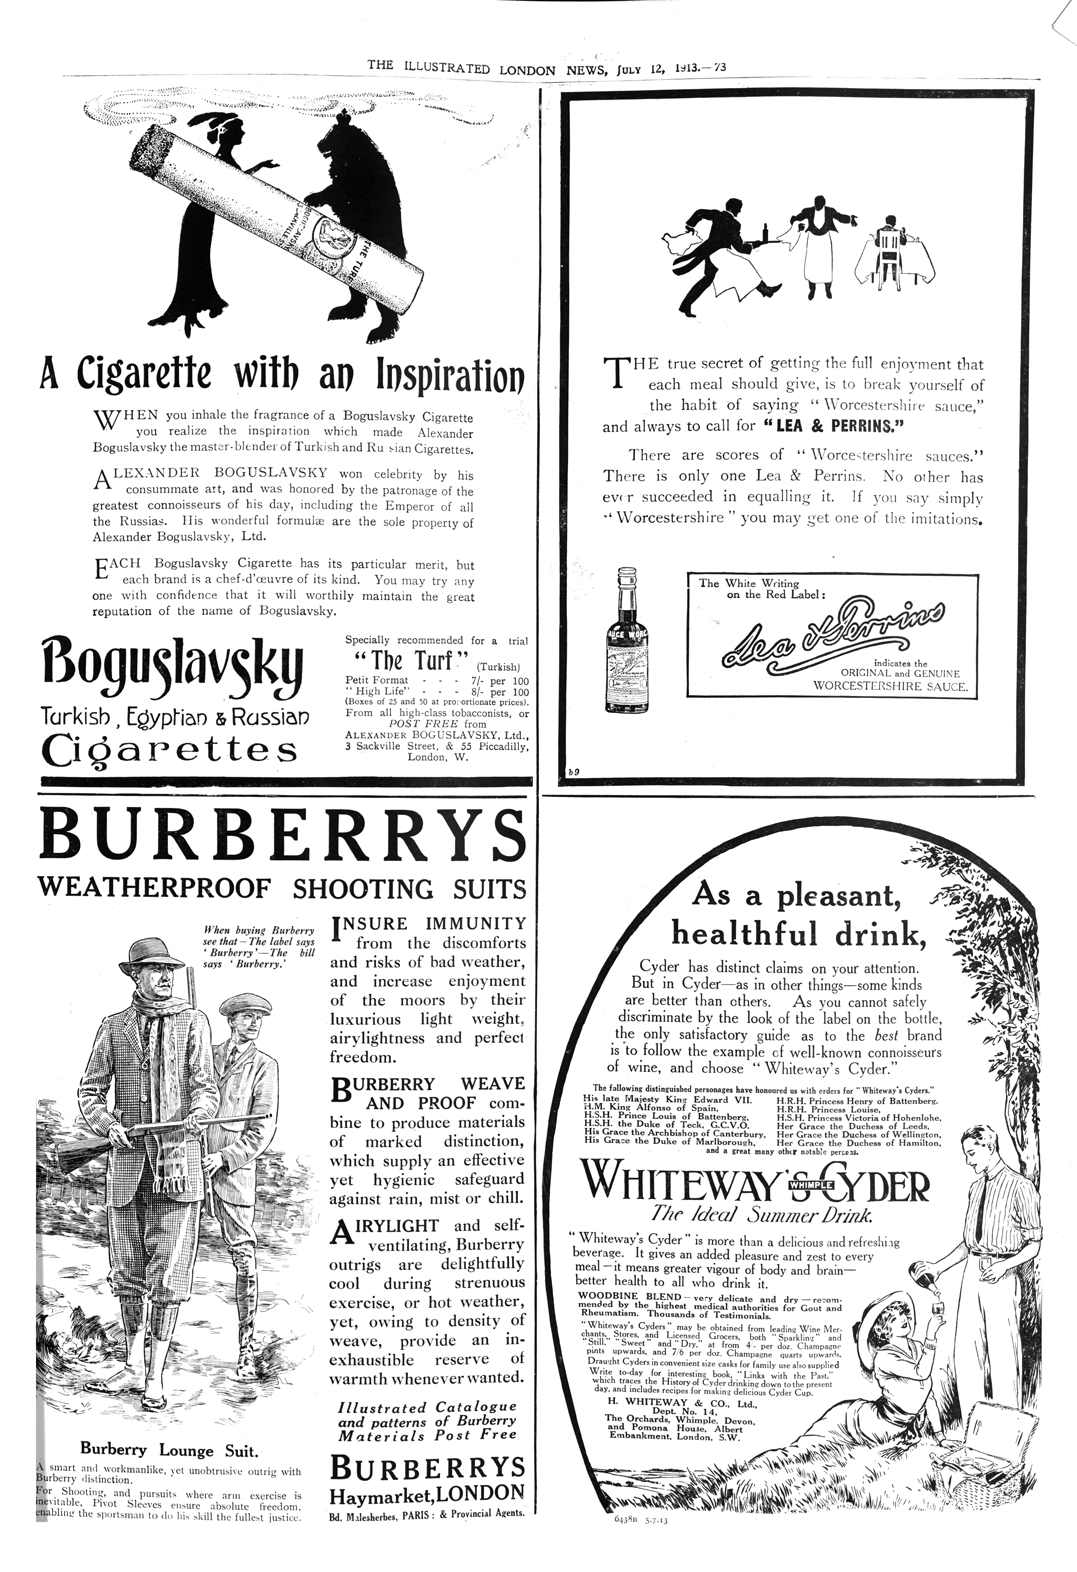 THE ILLUSTRATED LONDON NEWS, JULY 12, 1913.—73
THE TURF
A Cigarette with an Inspiration
WHEN you inhale the fragrance of a Boguslavsky Cigarette
you realize the inspiration which made Alexander
Boguslavsky the master-blender of Turkish and Ru sian Cigarettes.
ALEXANDER BOGUSLAVSKY won celebrity by his
consummate art, and was honored by the patronage of the
greatest connoisseurs of his day, including the Emperor of all
the Russias. His wonderful formulæ are the sole property of
Alexander Boguslavsky, Ltd.
EACH Boguslavsky Cigarette has its particular merit, but
each brand is a chef-d'œuvre of its kind. You may try any
one with confidence that it will worthily maintain the great
reputation of the name of Boguslavsky.
Boguslavsky
Turkish, Egyptian & Russian
Cigarettes
Specially recommended for a trial
"The Turf" (Turkish)
Petit Format - - - 7/- per 100
"High Life" - - - 8/- per 100
(Boxes of 25 and 50 at proportionate prices).
From all high-class tobacconists, or
POST FREE from
ALEXANDER BOGUSLAVSKY, Ltd.,
3 Sackville Street, & 55 Piccadilly,
London, W.
THE true secret of getting the full enjoyment that
each meal should give, is to break yourself of
the habit of saying "Worcestershire sauce,"
and always to call for "LEA & PERRINS."
There are scores of "Worcestershire sauces."
There is only one Lea & Perrins. No other has
ever succeeded in equalling it. If you say simply
"Worcestershire" you may get one of the imitations.
The White Writing
on the Red Label:
Lea & Perrins
indicates the
ORIGINAL and GENUINE
WORCESTERSHIRE SAUCE.
b9
BURBERRYS
WEATHERPROOF SHOOTING SUITS
When buying Burberry
see that—The label says
'Burberry'—The bill
says 'Burberry.'
INSURE IMMUNITY
from the discomforts
and risks of bad weather,
and increase enjoyment
of the moors by their
luxurious light weight,
airylightness and perfect
freedom.
BURBERRY WEAVE
AND PROOF com-
bine to produce materials
of marked distinction,
which supply an effective
yet hygienic safeguard
against rain, mist or chill.
AIRYLIGHT and self-
ventilating, Burberry
outrigs are delightfully
cool during strenuous
exercise, or hot weather,
yet, owing to density of
weave, provide an in-
exhaustible reserve of
warmth whenever wanted.
Illustrated Catalogue
and patterns of Burberry
Materials Post Free
BURBERRYS
Haymarket, LONDON
Bd. Malesherbes, PARIS: & Provincial Agents.
Burberry Lounge Suit.
A smart and workmanlike, yet unobtrusive outrig with
Burberry distinction.
For Shooting, and pursuits where arm exercise is
inevitable, Pivot Sleeves ensure absolute freedom.
enabling the sportsman to do his skill the fullest justice.
As a pleasant,
healthful drink,
Cyder has distinct claims on your attention.
But in Cyder—as in other things—some kinds
are better than others. As you cannot safely
discriminate by the look of the label on the bottle,
the only satisfactory guide as to the best brand
is to follow the example of well-known connoisseurs
of wine, and choose "Whiteway's Cyder."
The following distinguished personages have honoured us with orders for "Whiteway's Cyders."
His late Majesty King Edward VII.
H.M. King Alfonso of Spain,
H.S.H. Prince Louis of Battenberg,
H.S.H. the Duke of Teck, G.C.V.O.
His Grace the Archbishop of Canterbury,
His Grace the Duke of Marlborough,
H.R.H. Princess Henry of Battenberg.
H.R.H. Princess Louise,
H.S.H. Princess Victoria of Hohenlohe,
Her Grace the Duchess of Leeds,
Her Grace the Duchess of Wellington,
Her Grace the Duchess of Hamilton,
and a great many other notable persons.
WHITEWAY'S CYDER
WHIMPLE
The Ideal Summer Drink.
"Whiteway's Cyder" is more than a delicious and refreshing
beverage. It gives an added pleasure and zest to every
meal—it means greater vigour of body and brain—
better health to all who drink it.
WOODBINE BLEND—very delicate and dry—recom-
mended by the highest medical authorities for Gout and
Rheumatism. Thousands of Testimonials.
"Whiteway's Cyders" may be obtained from leading Wine Mer-
chants, Stores, and Licensed Grocers, both "Sparkling" and
"Still," "Sweet" and "Dry," at from 4/- per doz. Champagne
pints upwards, and 7/6 per doz. Champagne quarts upwards.
Draught Cyders in convenient size casks for family use also supplied
Write to-day for interesting book, "Links with the Past,"
which traces the History of Cyder drinking down to the present
day, and includes recipes for making delicious Cyder Cup.
H. WHITEWAY & CO., Ltd.,
Dept. No. 14,
The Orchards, Whimple, Devon,
and Pomona House, Albert
Embankment, London, S.W.
6438B 5-7-13